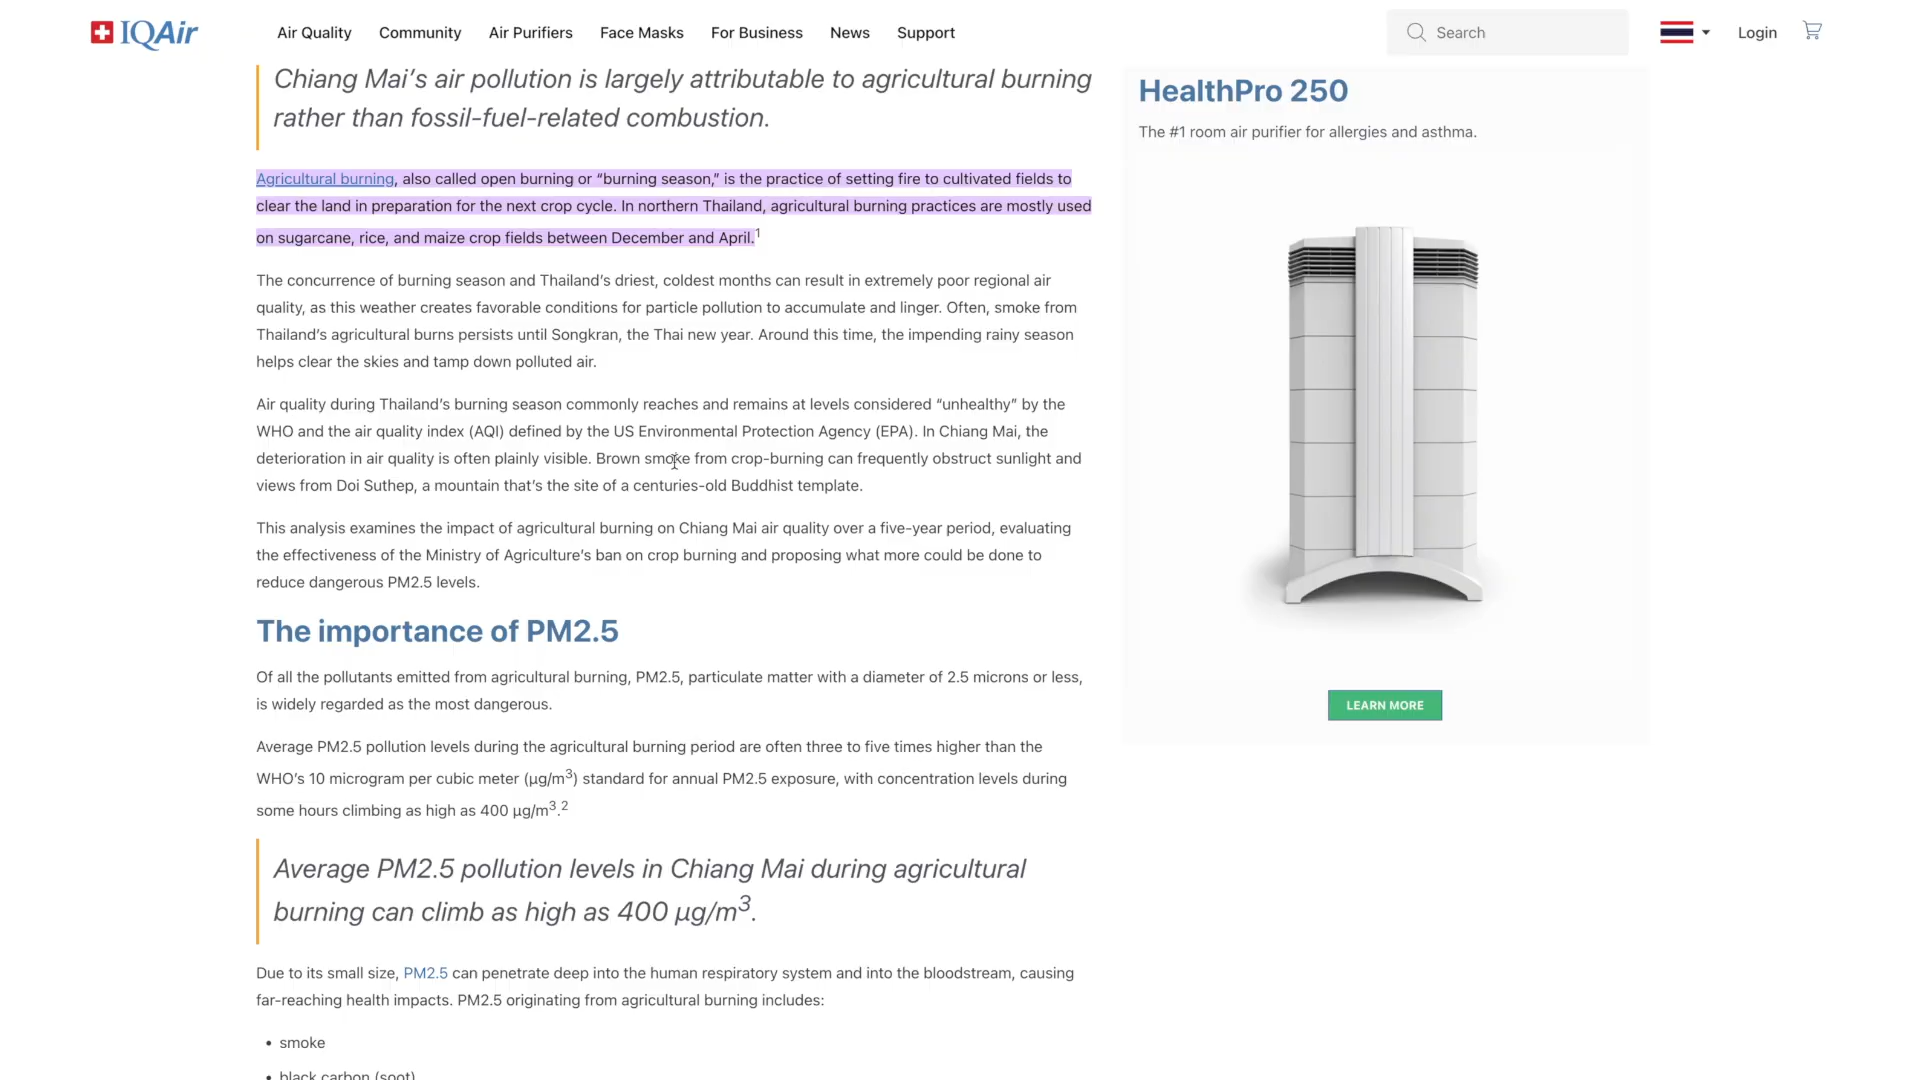 IQAir
Air Quality
Community
Air Purifiers
Face Masks
For Business
News
Support
Search
Login
Chiang Mai’s air pollution is largely attributable to agricultural burning
rather than fossil-fuel-related combustion.
Agricultural burning, also called open burning or “burning season,” is the practice of setting fire to cultivated fields to
clear the land in preparation for the next crop cycle. In northern Thailand, agricultural burning practices are mostly used
on sugarcane, rice, and maize crop fields between December and April.1
The concurrence of burning season and Thailand’s driest, coldest months can result in extremely poor regional air
quality, as this weather creates favorable conditions for particle pollution to accumulate and linger. Often, smoke from
Thailand’s agricultural burns persists until Songkran, the Thai new year. Around this time, the impending rainy season
helps clear the skies and tamp down polluted air.
Air quality during Thailand’s burning season commonly reaches and remains at levels considered “unhealthy” by the
WHO and the air quality index (AQI) defined by the US Environmental Protection Agency (EPA). In Chiang Mai, the
deterioration in air quality is often plainly visible. Brown smoke from crop-burning can frequently obstruct sunlight and
views from Doi Suthep, a mountain that’s the site of a centuries-old Buddhist template.
This analysis examines the impact of agricultural burning on Chiang Mai air quality over a five-year period, evaluating
the effectiveness of the Ministry of Agriculture’s ban on crop burning and proposing what more could be done to
reduce dangerous PM2.5 levels.
The importance of PM2.5
Of all the pollutants emitted from agricultural burning, PM2.5, particulate matter with a diameter of 2.5 microns or less,
is widely regarded as the most dangerous.
Average PM2.5 pollution levels during the agricultural burning period are often three to five times higher than the
WHO’s 10 microgram per cubic meter (μg/m3) standard for annual PM2.5 exposure, with concentration levels during
some hours climbing as high as 400 μg/m3.2
Average PM2.5 pollution levels in Chiang Mai during agricultural
burning can climb as high as 400 μg/m3.
Due to its small size, PM2.5 can penetrate deep into the human respiratory system and into the bloodstream, causing
far-reaching health impacts. PM2.5 originating from agricultural burning includes:
• smoke
• black carbon (soot)
HealthPro 250
The #1 room air purifier for allergies and asthma.
LEARN MORE